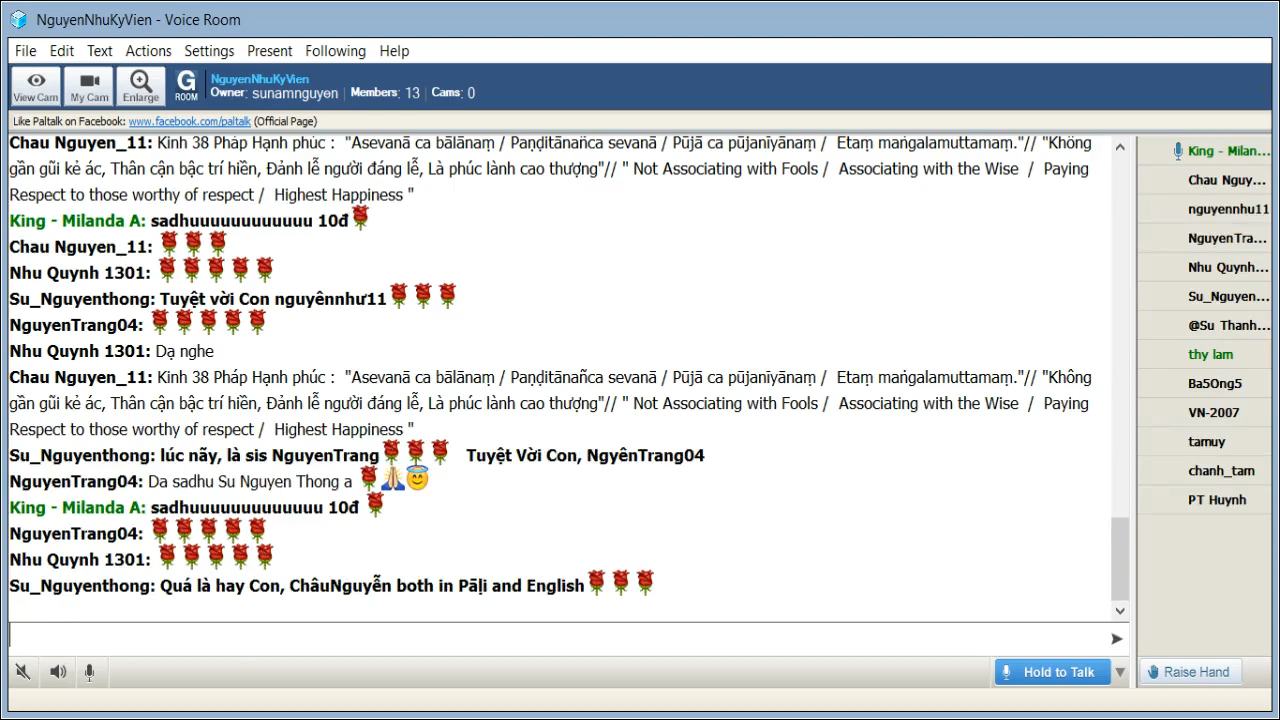 NguyenNhuKyVien - Voice Room
File Edit Text Actions Settings Present Following Help
View Cam My Cam Enlarge G ROOM
NguyenNhuKyVien
Owner: sunamnguyen Members: 13 Cams: 0
Like Paltalk on Facebook: www.facebook.com/paltalk (Official Page)
Chau Nguyen_11: Kinh 38 Pháp Hạnh phúc : "Asevanā ca bālānaṃ / Paṇḍitānañca sevanā / Pūjā ca pūjanīyānaṃ / Etaṃ maṅgalamuttamaṃ."// "Không
gần gũi kẻ ác, Thân cận bậc trí hiền, Đảnh lễ người đáng lễ, Là phúc lành cao thượng"// " Not Associating with Fools / Associating with the Wise / Paying
Respect to those worthy of respect / Highest Happiness "
King - Milanda A: sadhuuuuuuuuuuuuu 10đ
Chau Nguyen_11:
Nhu Quynh 1301:
Su_Nguyenthong: Tuyệt vời Con nguyênnhư11
NguyenTrang04:
Nhu Quynh 1301: Dạ nghe
Chau Nguyen_11: Kinh 38 Pháp Hạnh phúc : "Asevanā ca bālānaṃ / Paṇḍitānañca sevanā / Pūjā ca pūjanīyānaṃ / Etaṃ maṅgalamuttamaṃ."// "Không
gần gũi kẻ ác, Thân cận bậc trí hiền, Đảnh lễ người đáng lễ, Là phúc lành cao thượng"// " Not Associating with Fools / Associating with the Wise / Paying
Respect to those worthy of respect / Highest Happiness "
Su_Nguyenthong: lúc nãy, là sis NguyenTrang Tuyệt Vời Con, NgyênTrang04
NguyenTrang04: Da sadhu Su Nguyen Thong a
King - Milanda A: sadhuuuuuuuuuuuuuu 10đ
NguyenTrang04:
Nhu Quynh 1301:
Su_Nguyenthong: Quá là hay Con, ChâuNguyễn both in Pāḷi and English
King - Milan...
Chau Nguy...
nguyennhu11
NguyenTra...
Nhu Quynh...
Su_Nguyen...
@Su Thanh...
thy lam
Ba5Ong5
VN-2007
tamuy
chanh_tam
PT Huynh
Hold to Talk
Raise Hand